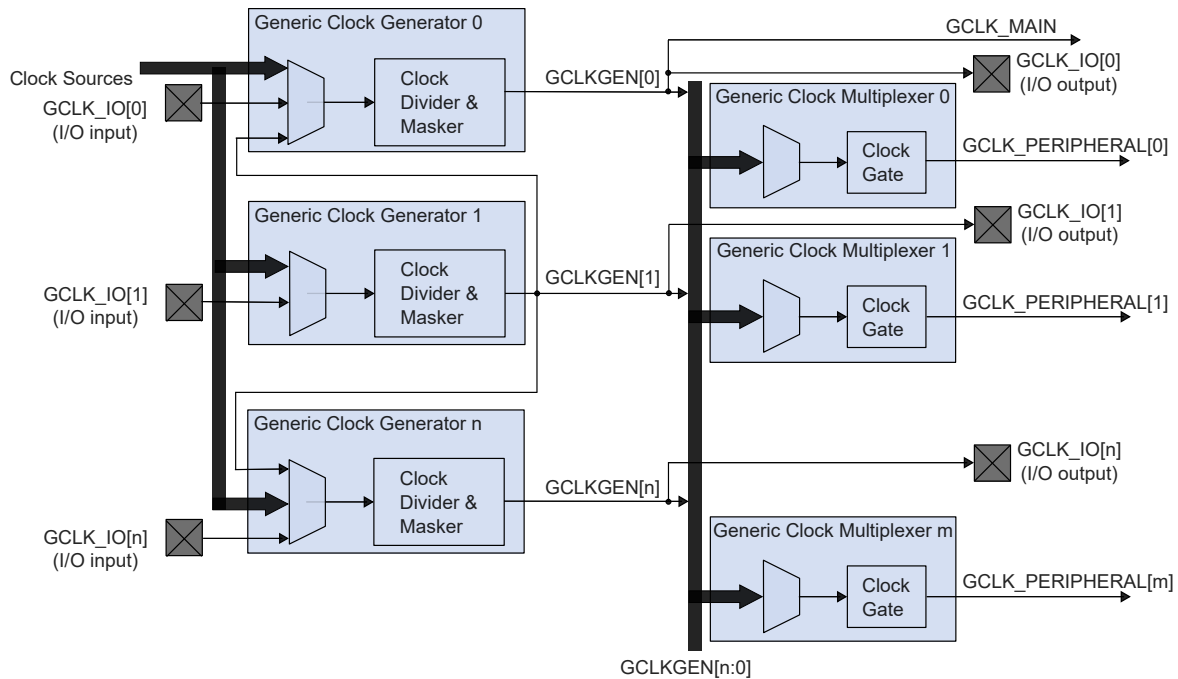 Generic Clock Generator 0
Clock Sources
GCLK_IO[0]
(I/O input)
Clock
Divider &
Masker
GCLKGEN[0]
GCLK_MAIN
GCLK_IO[0]
(I/O output)
Generic Clock Multiplexer 0
Clock
Gate
GCLK_PERIPHERAL[0]
Generic Clock Generator 1
GCLK_IO[1]
(I/O input)
Clock
Divider &
Masker
GCLKGEN[1]
GCLK_IO[1]
(I/O output)
Generic Clock Multiplexer 1
Clock
Gate
GCLK_PERIPHERAL[1]
Generic Clock Generator n
GCLK_IO[n]
(I/O input)
Clock
Divider &
Masker
GCLKGEN[n]
GCLK_IO[n]
(I/O output)
Generic Clock Multiplexer m
Clock
Gate
GCLK_PERIPHERAL[m]
GCLKGEN[n:0]